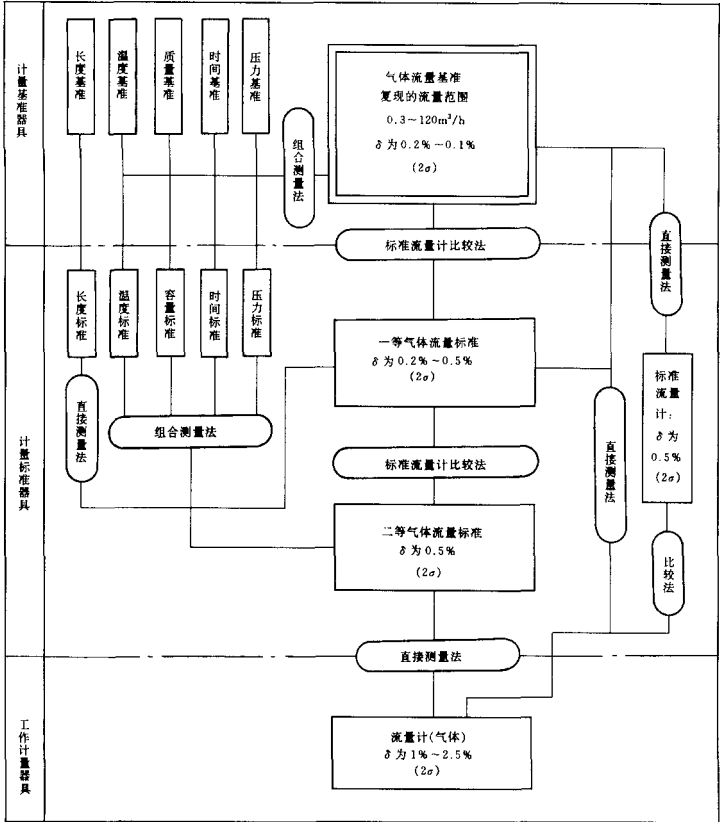 计量基准器具
长度基准
温度基准
质量基准
时间基准
压力基准
组合测量法
气体流量基准
复现的流量范围
0.3~120m³/h
δ为0.2%~0.1%
(2σ)
标准流量计比较法
直接测量法
计量标准器具
长度标准
温度标准
容量标准
时间标准
压力标准
直接测量法
组合测量法
一等气体流量标准
δ为0.2%~0.5%
(2σ)
标准流量计比较法
二等气体流量标准
δ为0.5%
(2σ)
直接测量法
标准
流量
计:
δ为
0.5%
(2σ)
比较法
直接测量法
工作计量器具
流量计(气体)
δ为1%~2.5%
(2σ)